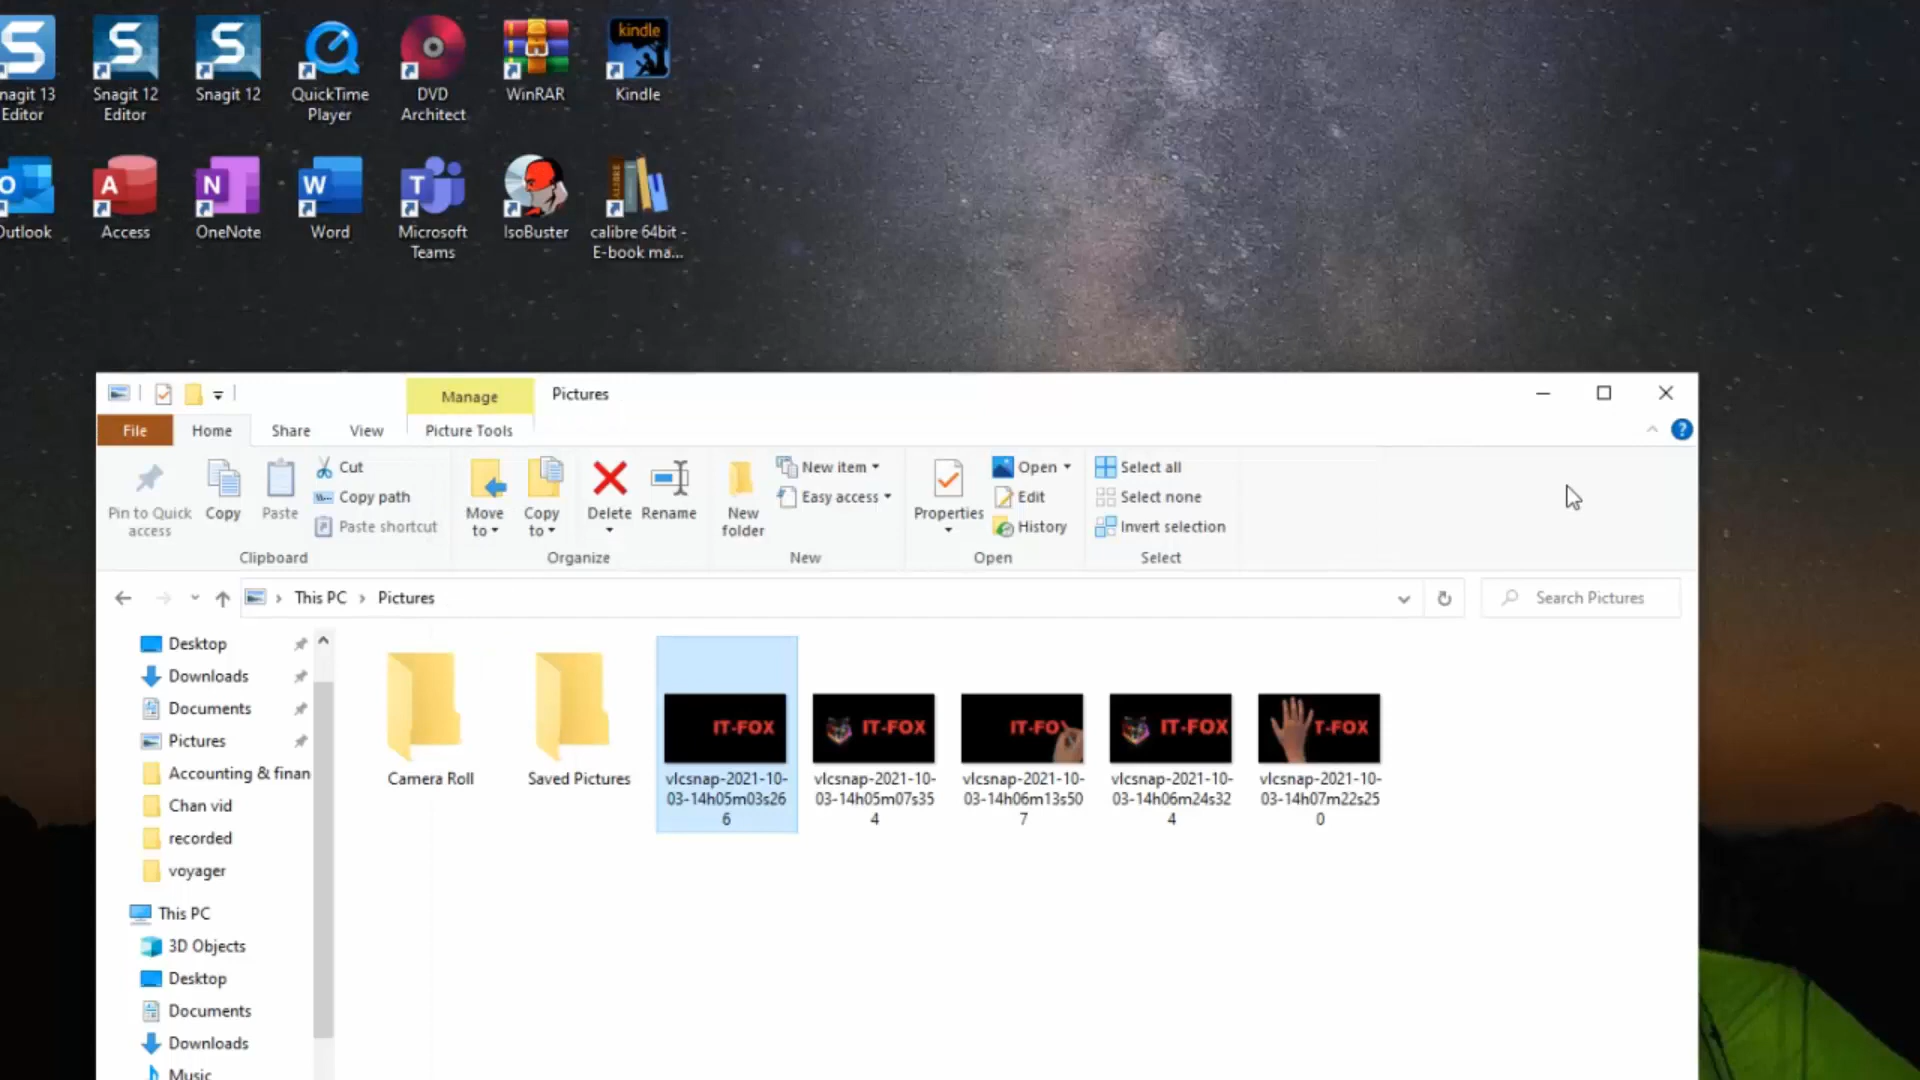 kindle
nagit 13
Editor
Snagit 12
Editor
Snagit 12
QuickTime
Player
DVD
Architect
WinRAR
Kindle
Outlook
Access
OneNote
Word
Microsoft
Teams
IsoBuster
calibre 64bit -
E-book ma...
Manage
Pictures
File
Home
Share
View
Picture Tools
Pin to Quick
access
Copy
Paste
Cut
Copy path
Paste shortcut
Clipboard
Move
to
Copy
to
Delete
Rename
Organize
New
folder
New item
Easy access
New
Properties
Open
Edit
History
Open
Select all
Select none
Invert selection
Select
This PC
Pictures
Search Pictures
Desktop
Downloads
Documents
Pictures
Accounting & finan
Chan vid
recorded
voyager
This PC
3D Objects
Desktop
Documents
Downloads
Music
Camera Roll
Saved Pictures
IT-FOX
vlcsnap-2021-10-
03-14h05m03s26
6
IT-FOX
vlcsnap-2021-10-
03-14h05m07s35
4
IT-FO
vlcsnap-2021-10-
03-14h06m13s50
7
IT-FOX
vlcsnap-2021-10-
03-14h06m24s32
4
T-FOX
vlcsnap-2021-10-
03-14h07m22s25
0